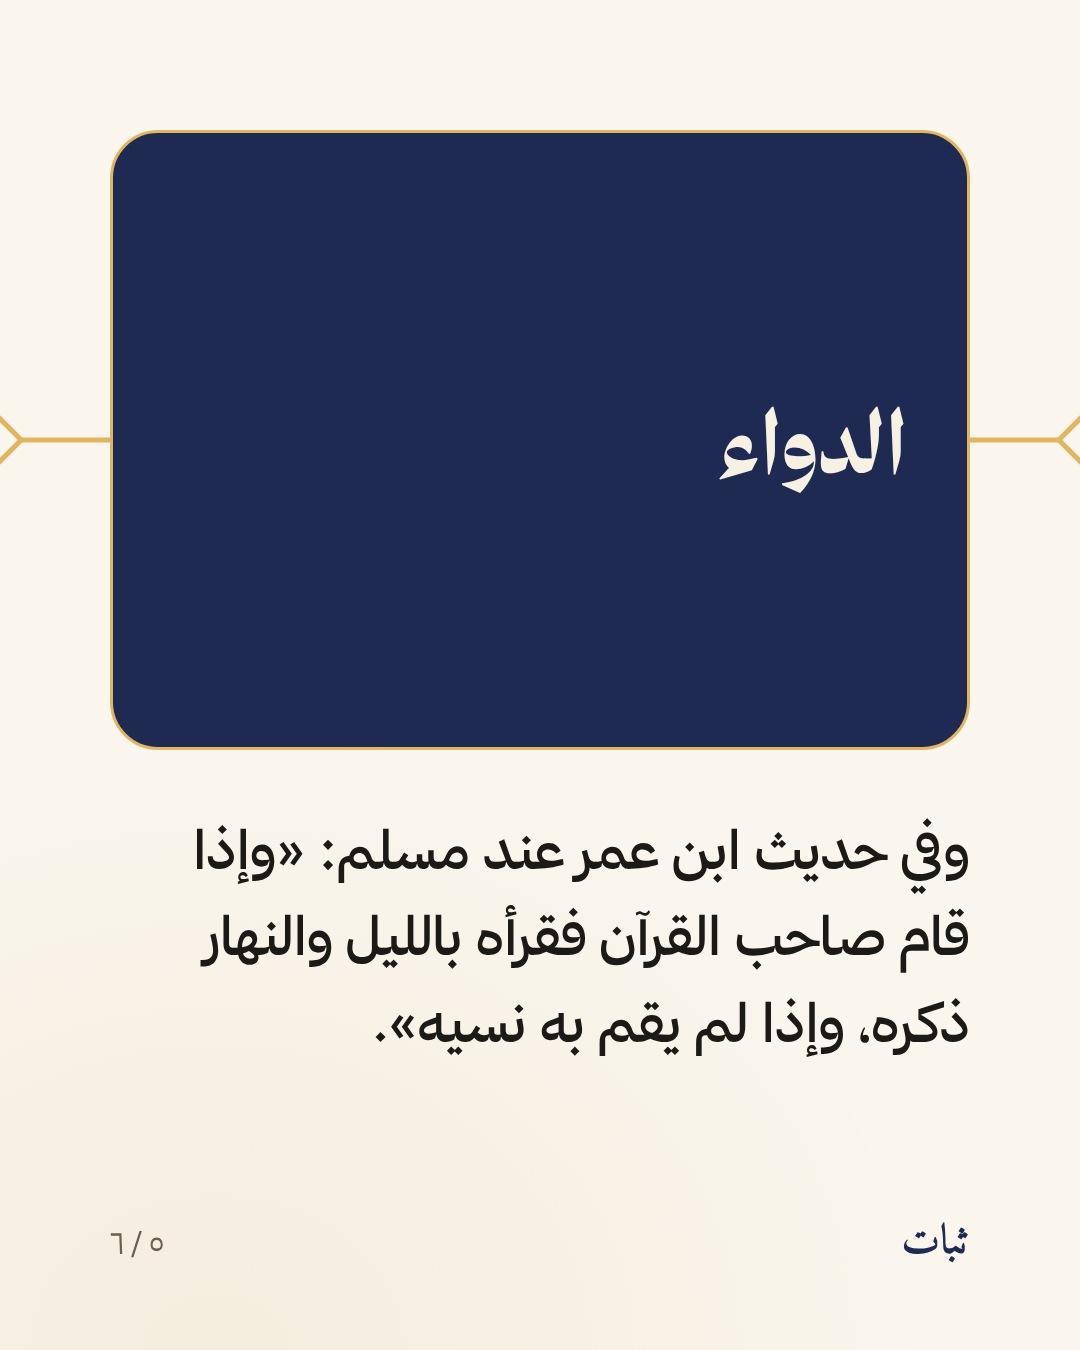 الدواء
وفي حديث ابن عمر عند مسلم: «وإذا
قام صاحب القرآن فقرأه بالليل والنهار
ذكره، وإذا لم يقم به نسيه».
ثبات
٥ / ٦